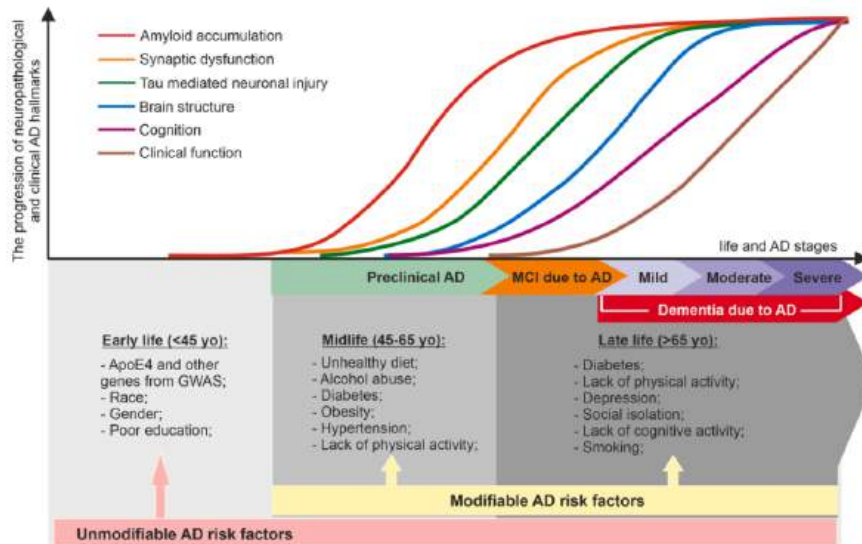 The progression of neuropathological
and clinical AD hallmarks
Amyloid accumulation
Synaptic dysfunction
Tau mediated neuronal injury
Brain structure
Cognition
Clinical function
life and AD stages
Preclinical AD
MCI due to AD
Mild
Moderate
Severe
Dementia due to AD
Early life (<45 yo):
- ApoE4 and other
genes from GWAS;
- Race;
- Gender;
- Poor education;
Midlife (45-65 yo):
- Unhealthy diet;
- Alcohol abuse;
- Diabetes;
- Obesity;
- Hypertension;
- Lack of physical activity;
Late life (>65 yo):
- Diabetes;
- Lack of physical activity;
- Depression;
- Social isolation;
- Lack of cognitive activity;
- Smoking;
Modifiable AD risk factors
Unmodifiable AD risk factors